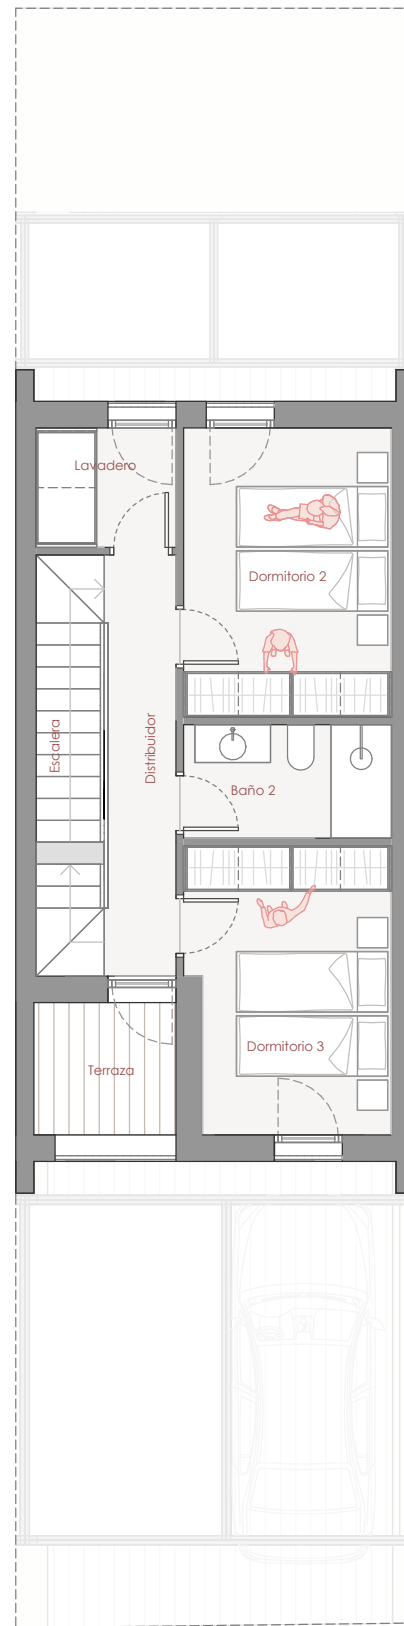 Lavadero
Dormitorio 2
Escalera
Distribuidor
Baño 2
Dormitorio 3
Terraza